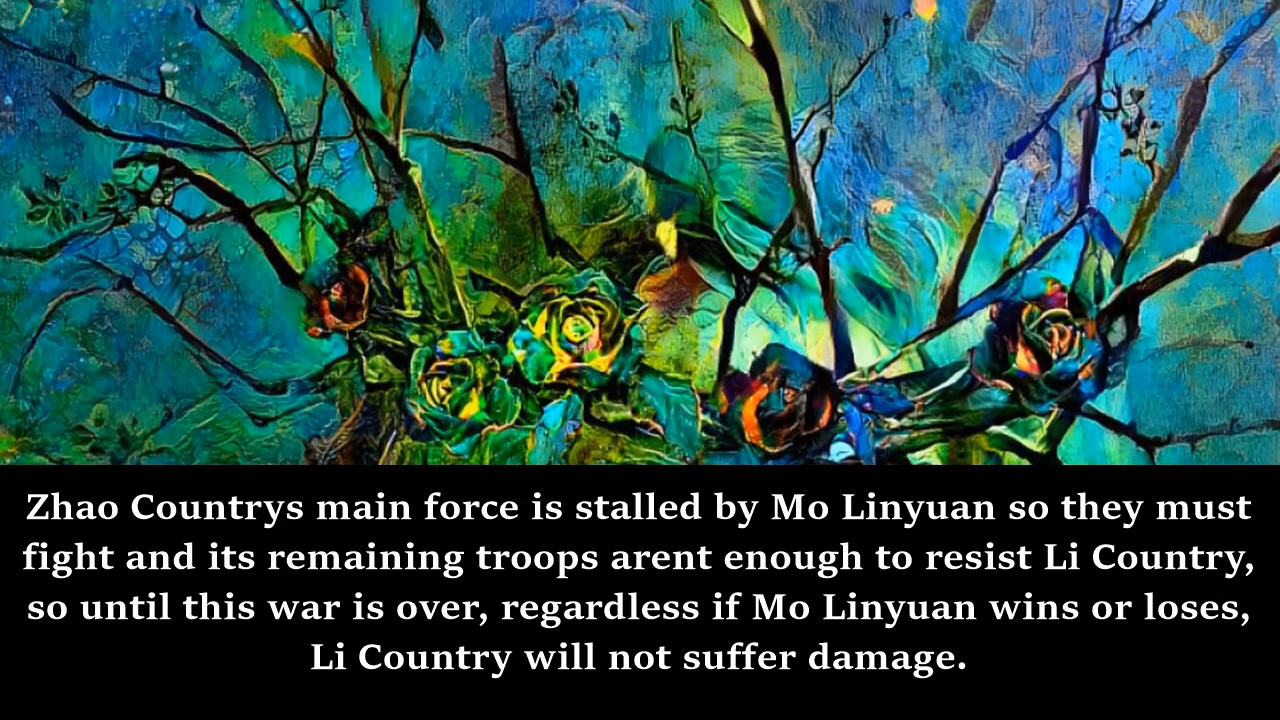 Zhao Countrys main force is stalled by Mo Linyuan so they must
fight and its remaining troops arent enough to resist Li Country,
so until this war is over, regardless if Mo Linyuan wins or loses,
Li Country will not suffer damage.